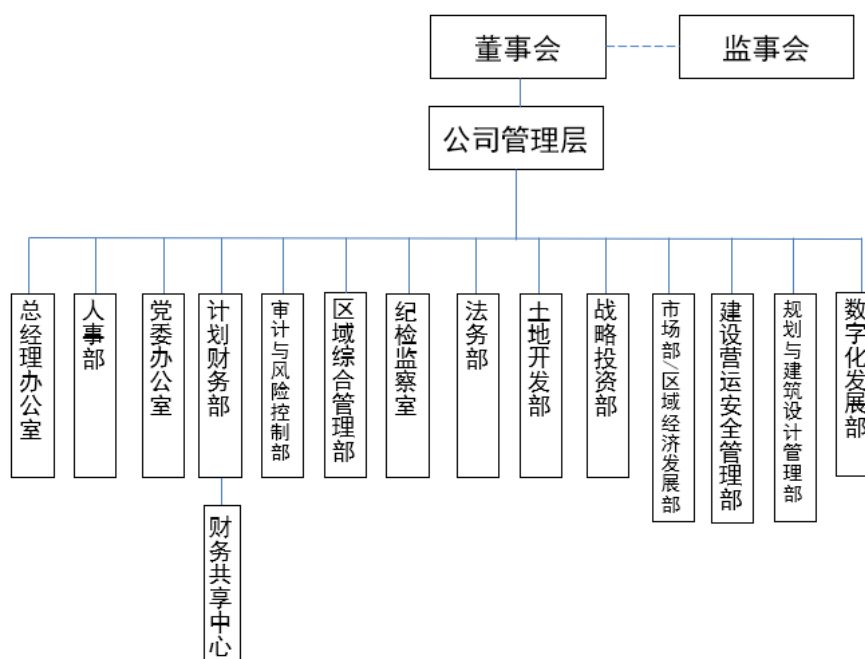 董事会
监事会
公司管理层
总经理办公室
人事部
党委办公室
计划财务部
审计与风险控制部
区域综合管理部
纪检监察室
法务部
土地开发部
战略投资部
市场部/区域经济发展部
建设营运安全管理部
规划与建筑设计管理部
数字化发展部
财务共享中心